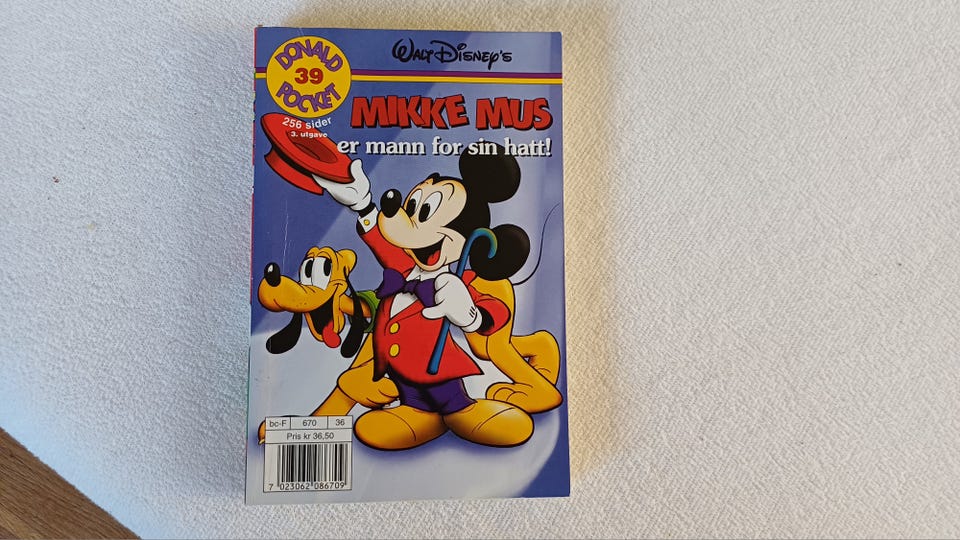 DONALD
39
POCKET
WALT DISNEY'S
256 sider
3. utgave
MIKKE MUS
er mann for sin hatt!
bc-F 670 36
Pris kr 36,50
7 023062 086709